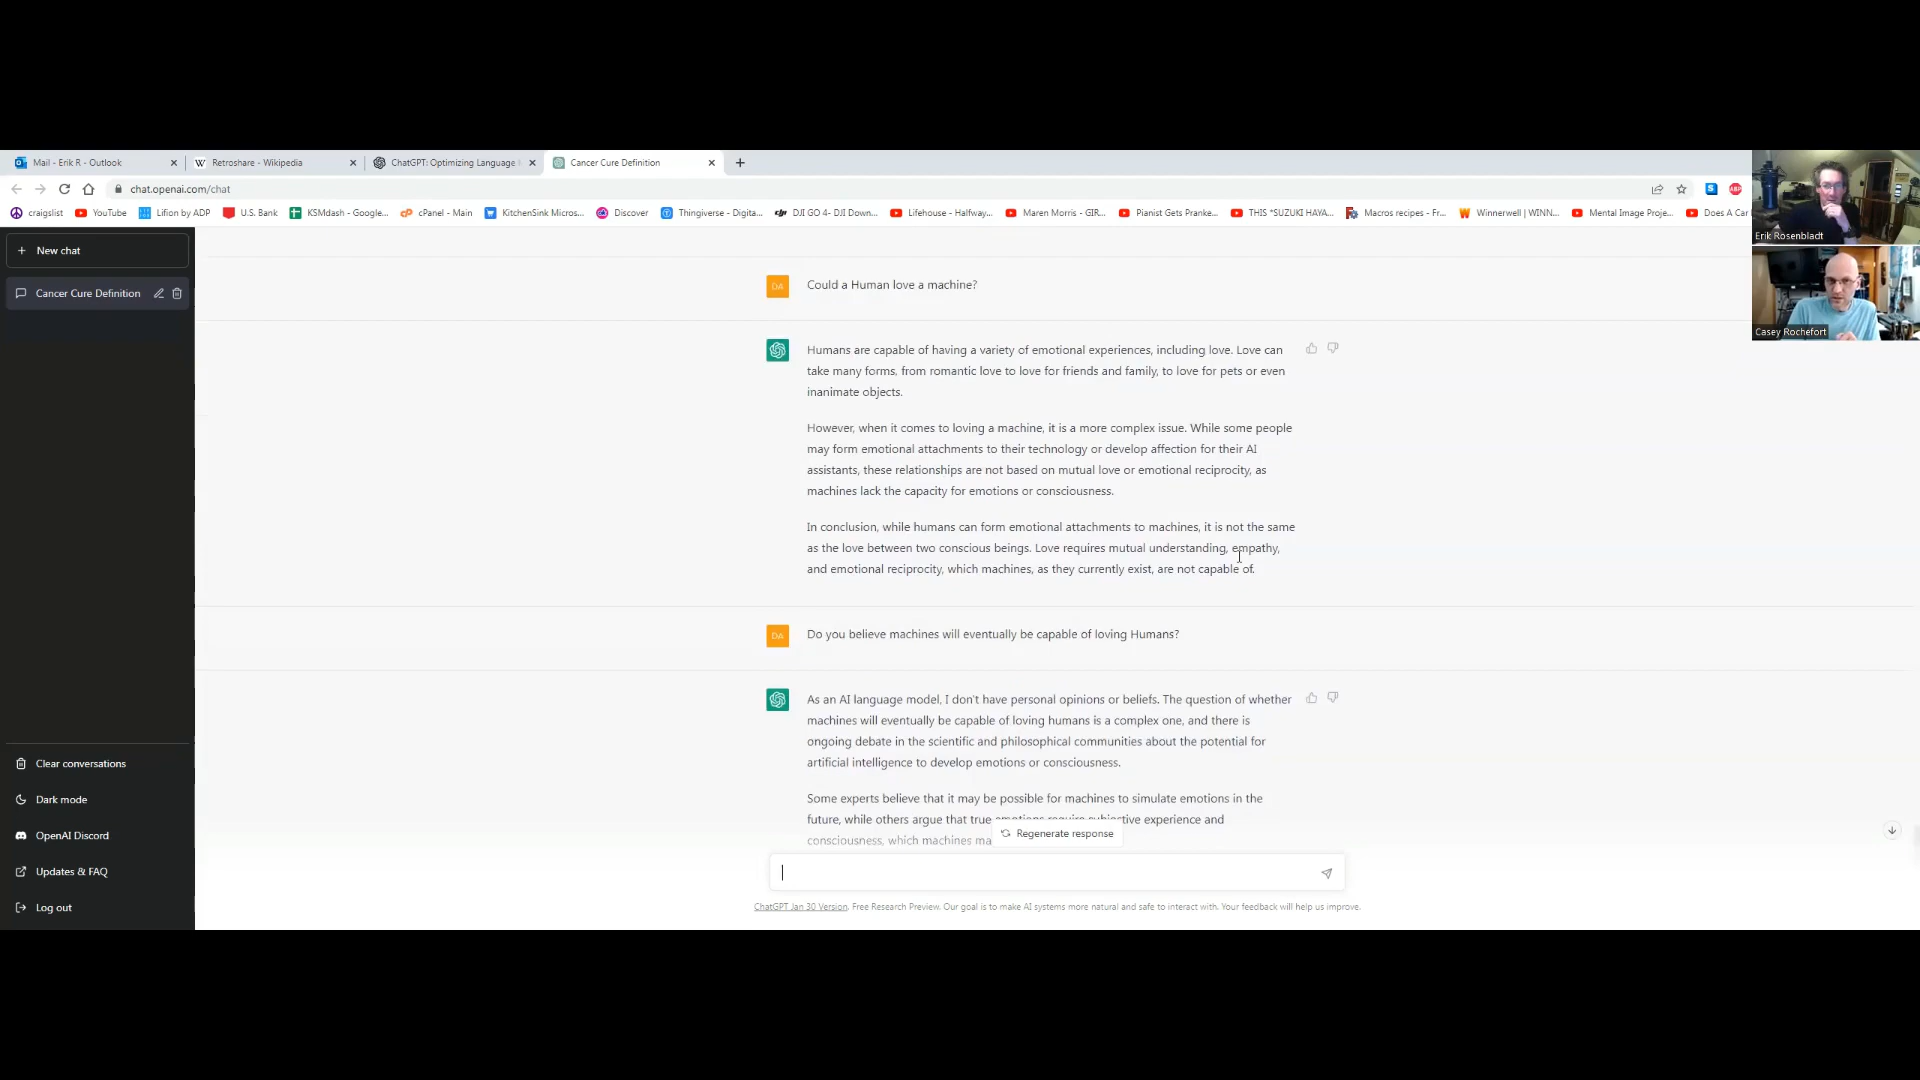 Mail - Erik R - Outlook
Retroshare - Wikipedia
ChatGPT: Optimizing Language
Cancer Cure Definition
chat.openai.com/chat
craigslist
YouTube
Lifion by ADP
U.S. Bank
KSMdash - Google...
cPanel - Main
KitchenSink Micros...
Discover
Thingiverse - Digita...
DJI GO 4- DJI Down...
Lifehouse - Halfway...
Maren Morris - GIR...
Pianist Gets Pranke...
THIS *SUZUKI HAYA...
Macros recipes - Fr...
Winnerwell | WINN...
Mental Image Proje...
Does A Car
Erik Rosenbladt
Casey Rochefort
New chat
Cancer Cure Definition
Clear conversations
Dark mode
OpenAI Discord
Updates & FAQ
Log out
DA
Could a Human love a machine?
Humans are capable of having a variety of emotional experiences, including love. Love can
take many forms, from romantic love to love for friends and family, to love for pets or even
inanimate objects.
However, when it comes to loving a machine, it is a more complex issue. While some people
may form emotional attachments to their technology or develop affection for their AI
assistants, these relationships are not based on mutual love or emotional reciprocity, as
machines lack the capacity for emotions or consciousness.
In conclusion, while humans can form emotional attachments to machines, it is not the same
as the love between two conscious beings. Love requires mutual understanding, empathy,
and emotional reciprocity, which machines, as they currently exist, are not capable of.
DA
Do you believe machines will eventually be capable of loving Humans?
As an AI language model, I don't have personal opinions or beliefs. The question of whether
machines will eventually be capable of loving humans is a complex one, and there is
ongoing debate in the scientific and philosophical communities about the potential for
artificial intelligence to develop emotions or consciousness.
Some experts believe that it may be possible for machines to simulate emotions in the
future, while others argue that true emotions require subjective experience and
consciousness, which machines
Regenerate response
ChatGPT Jan 30 Version. Free Research Preview. Our goal is to make AI systems more natural and safe to interact with. Your feedback will help us improve.